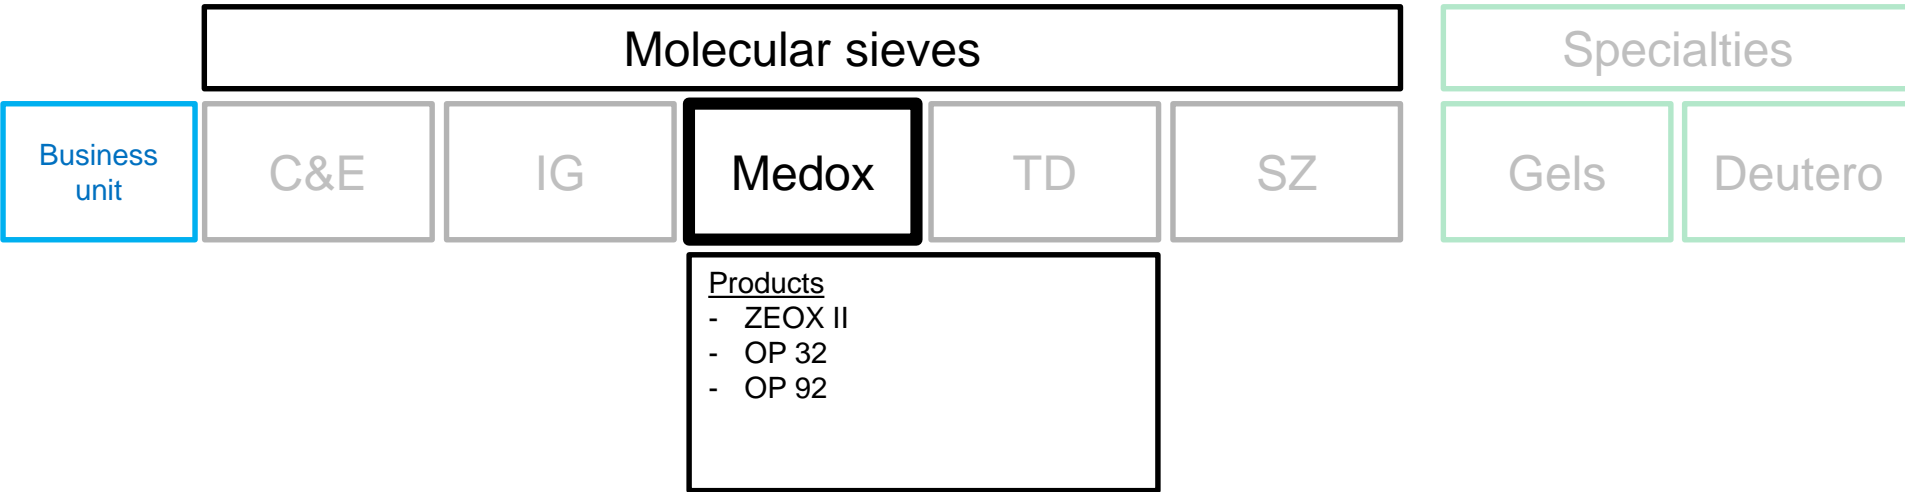 Molecular sieves
Specialties
Business
unit
C&E
IG
Medox
TD
SZ
Gels
Deutero
Products
- ZEOX II
- OP 32
- OP 92